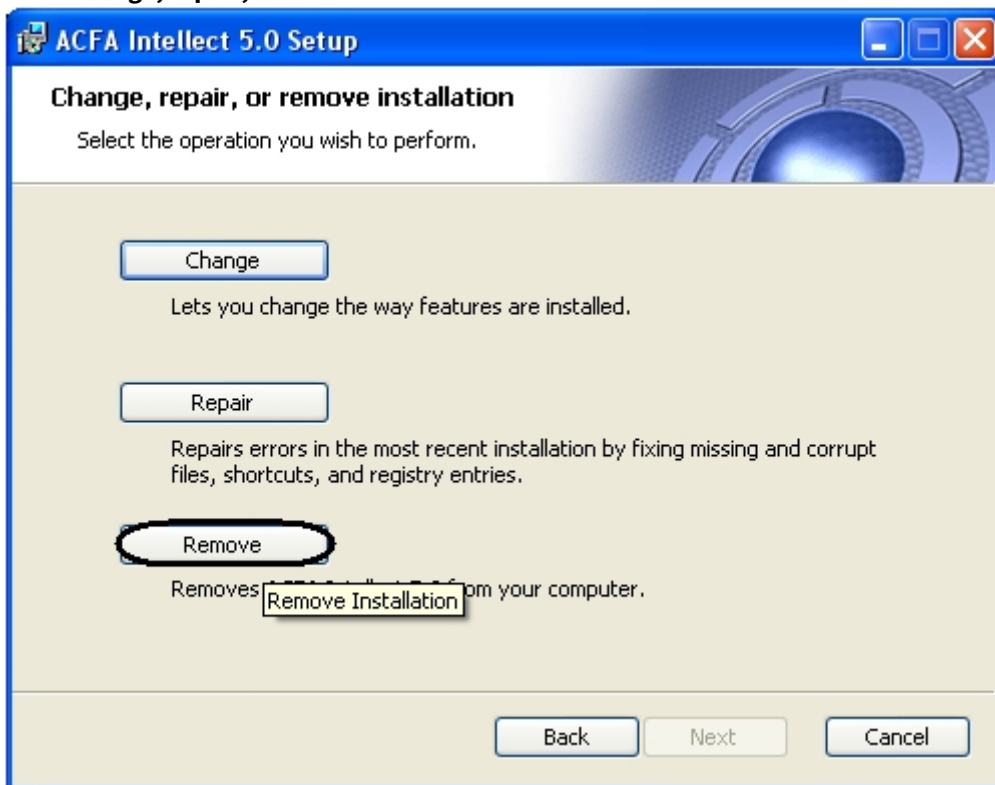 ACFA Intellect 5.0 Setup
Change, repair, or remove installation
Select the operation you wish to perform.
Change
Lets you change the way features are installed.
Repair
Repairs errors in the most recent installation by fixing missing and corrupt
files, shortcuts, and registry entries.
Remove
Removes from your computer.
Remove Installation
Back Next Cancel